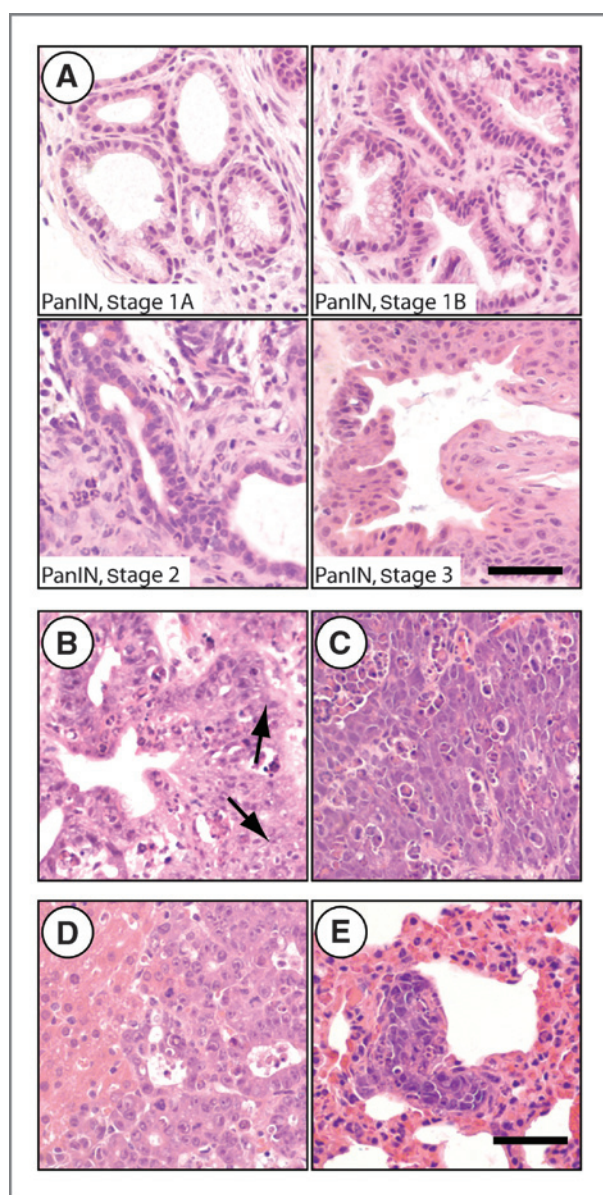 A
PanIN, Stage 1A
PanIN, Stage 1B
PanIN, Stage 2
PanIN, Stage 3
B
C
D
E